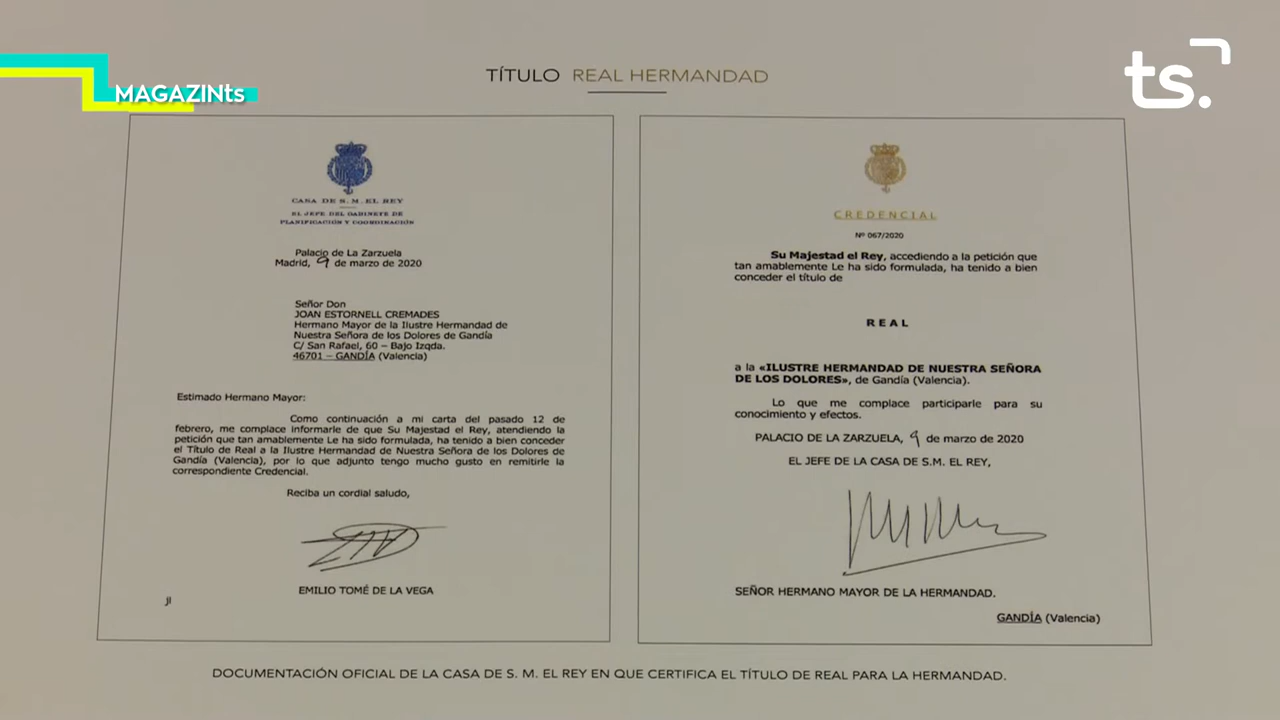 MAGAZINts
ts.
TÍTULO REAL HERMANDAD
CASA DE S. M. EL REY
EL JEFE DEL GABINETE DE
PLANIFICACIÓN Y COORDINACIÓN
Palacio de La Zarzuela
Madrid, 9 de marzo de 2020
Señor Don
JOAN ESTORNELL CREMADES
Hermano Mayor de la Ilustre Hermandad de
Nuestra Señora de los Dolores de Gandía
C/ San Rafael, 60 – Bajo Izqda.
46701 – GANDÍA (Valencia)
Estimado Hermano Mayor:
Como continuación a mi carta del pasado 12 de
febrero, me complace informarle de que Su Majestad el Rey, atendiendo la
petición que tan amablemente Le ha sido formulada, ha tenido a bien conceder
el Título de Real a la Ilustre Hermandad de Nuestra Señora de los Dolores de
Gandía (Valencia), por lo que adjunto tengo mucho gusto en remitirle la
correspondiente Credencial.
Reciba un cordial saludo,
EMILIO TOMÉ DE LA VEGA
jl
CREDENCIAL
Nº 067/2020
Su Majestad el Rey, accediendo a la petición que
tan amablemente Le ha sido formulada, ha tenido a bien
conceder el título de
REAL
a la «ILUSTRE HERMANDAD DE NUESTRA SEÑORA
DE LOS DOLORES», de Gandía (Valencia).
Lo que me complace participarle para su
conocimiento y efectos.
PALACIO DE LA ZARZUELA, 9 de marzo de 2020
EL JEFE DE LA CASA DE S.M. EL REY,
SEÑOR HERMANO MAYOR DE LA HERMANDAD.
GANDÍA (Valencia)
DOCUMENTACIÓN OFICIAL DE LA CASA DE S. M. EL REY EN QUE CERTIFICA EL TÍTULO DE REAL PARA LA HERMANDAD.